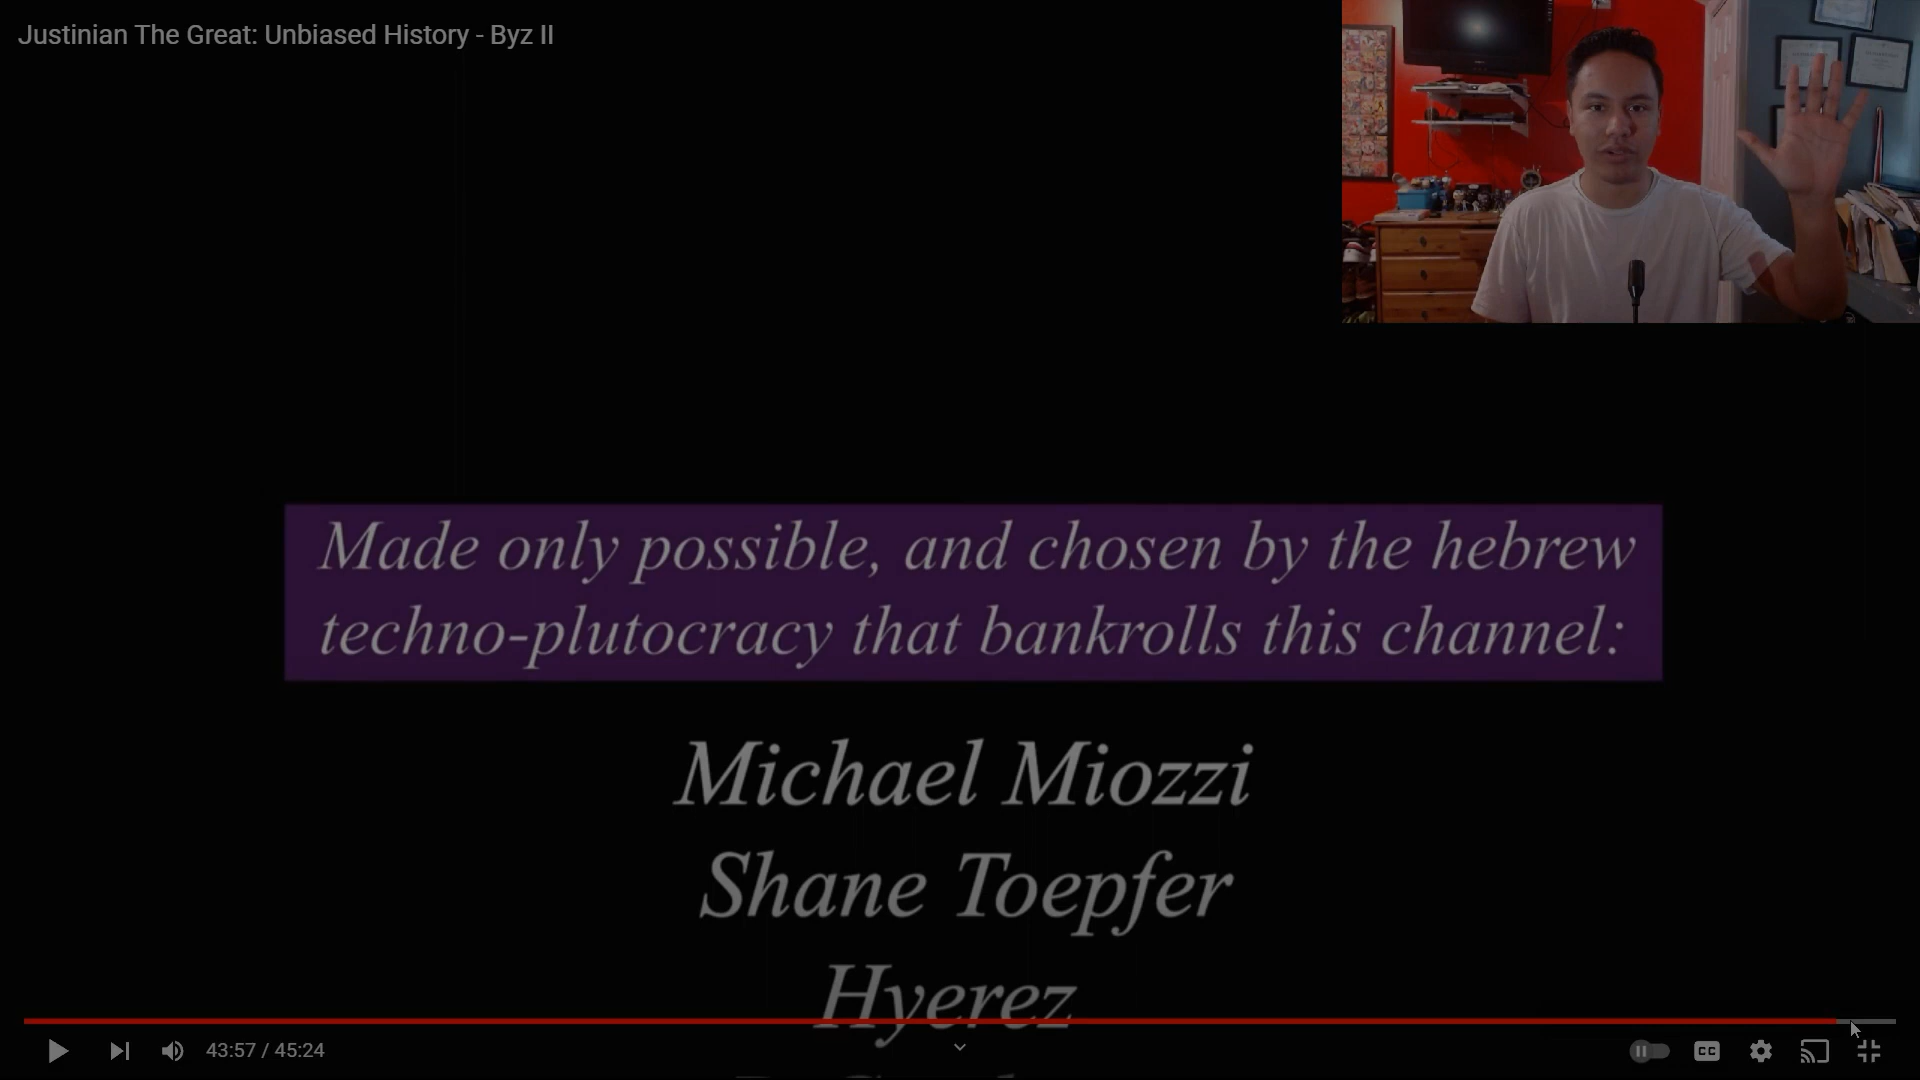 Justinian The Great: Unbiased History - Byz II
Made only possible, and chosen by the hebrew
techno-plutocracy that bankrolls this channel:
Michael Miozzi
Shane Toepfer
Hyerez
43:57 / 45:24
CC